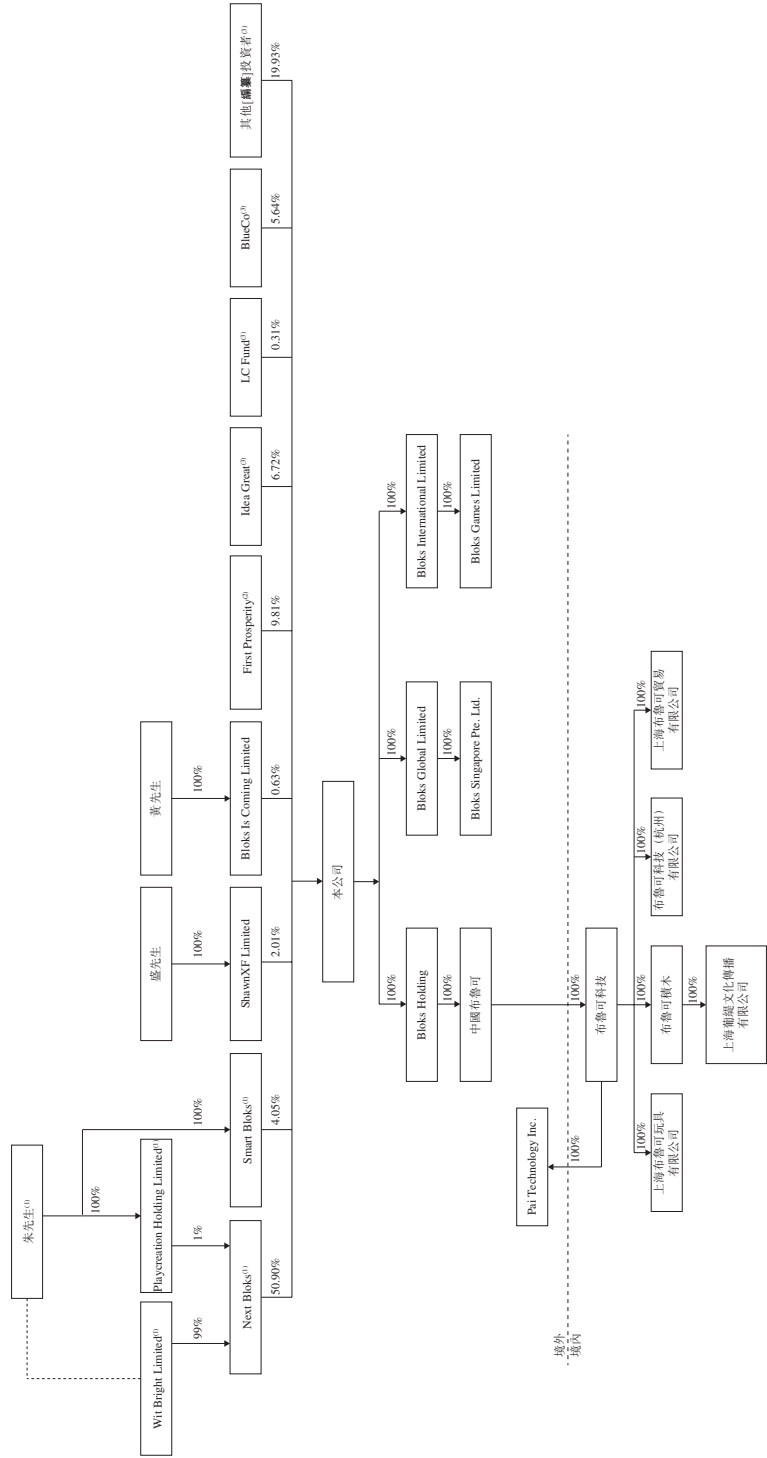 朱先生(1)
盛先生
黃先生
100%
100%
100%
100%
Wit Bright Limited(1)
Playcreation Holding Limited(1)
99%
1%
Next Bloks(1)
Smart Bloks(1)
ShawnXF Limited
Bloks Is Coming Limited
First Prosperity(2)
Idea Great(3)
LC Fund(3)
BlueCo(3)
其他[編纂]投資者(3)
50.90%
4.05%
2.01%
0.63%
9.81%
6.72%
0.31%
5.64%
19.93%
本公司
100%
100%
100%
Bloks Holding
Bloks Global Limited
Bloks International Limited
100%
100%
100%
中國布魯可
Bloks Singapore Pte. Ltd.
Bloks Games Limited
Pai Technology Inc.
境外
境內
100%
100%
布魯可科技
100%
100%
100%
100%
上海布魯可玩具
有限公司
布魯可積木
布魯可科技（杭州）
有限公司
上海布魯可貿易
有限公司
100%
上海葡緹文化傳播
有限公司